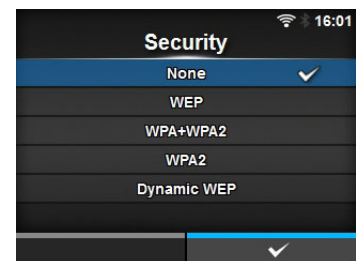 16:01
Security
None
WEP
WPA+WPA2
WPA2
Dynamic WEP